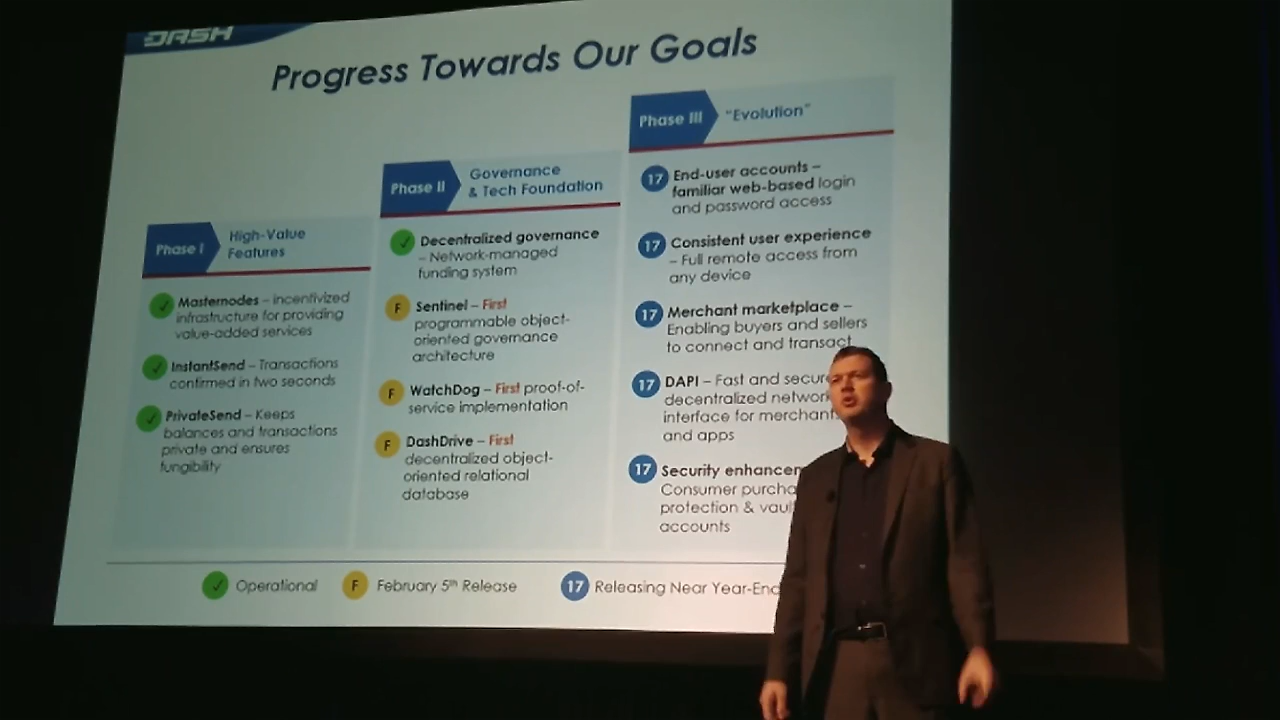 DASH
Progress Towards Our Goals
Phase I
High-Value
Features
✓ Masternodes – incentivized
infrastructure for providing
value-added services
✓ InstantSend – Transactions
confirmed in two seconds
✓ PrivateSend – Keeps
balances and transactions
private and ensures
fungibility
Phase II
Governance
& Tech Foundation
✓ Decentralized governance
– Network-managed
funding system
F Sentinel – First
programmable object-
oriented governance
architecture
F WatchDog – First proof-of-
service implementation
F DashDrive – First
decentralized object-
oriented relational
database
Phase III
"Evolution"
17 End-user accounts –
familiar web-based login
and password access
17 Consistent user experience
– Full remote access from
any device
17 Merchant marketplace –
Enabling buyers and sellers
to connect and transact
17 DAPI – Fast and secure
decentralized network
interface for merchant
and apps
17 Security
Consumer
protection & vault
accounts
✓ Operational
F February 5th Release
17 Releasing Near Year-End